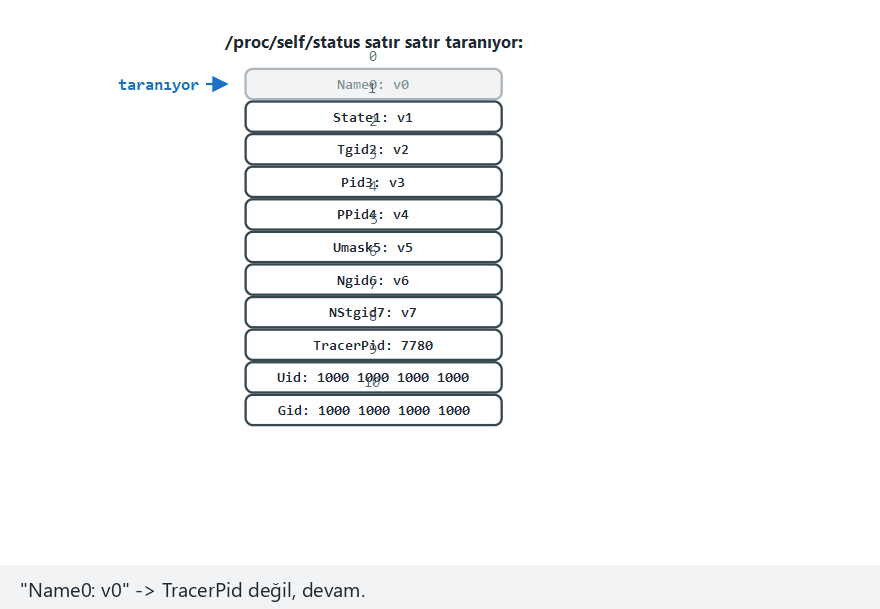 /proc/self/status satır satır taranıyor:
0
taranıyor
Name0: v0
1
State1: v1
2
Tgid2: v2
3
Pid3: v3
4
PPid4: v4
5
Umask5: v5
6
Ngid6: v6
7
NStgid7: v7
8
TracerPid: 7780
9
Uid: 1000 1000 1000 1000
10
Gid: 1000 1000 1000 1000
"Name0: v0" -> TracerPid değil, devam.